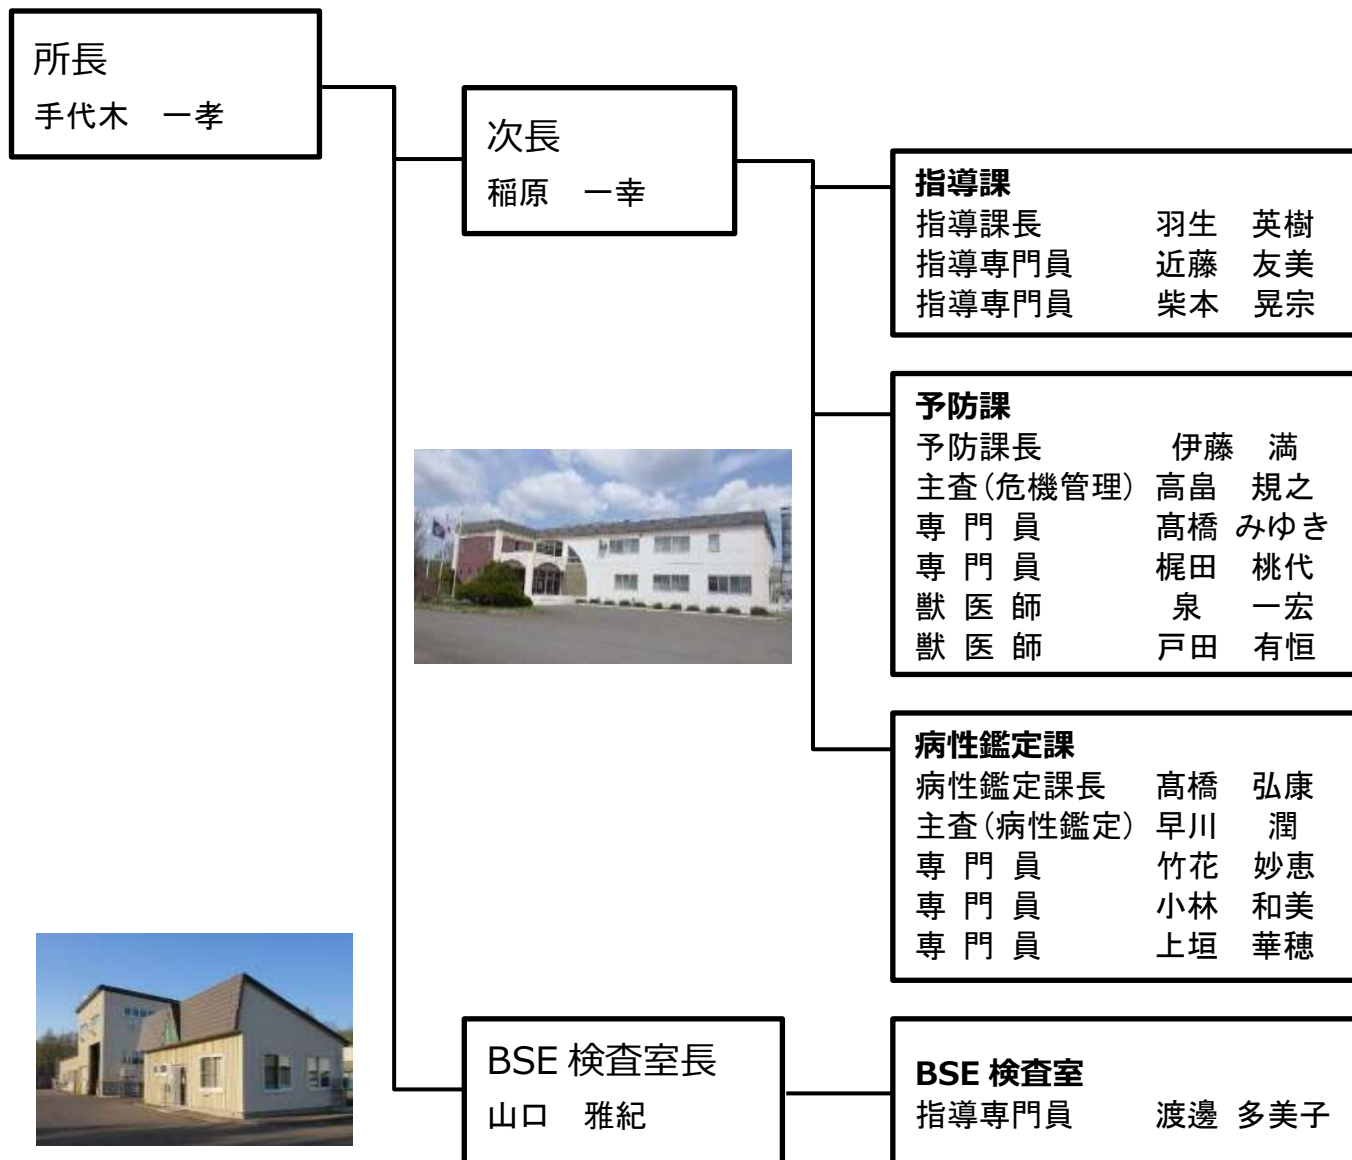 所長
手代木　一孝
次長
稲原　一幸
指導課
指導課長　羽生　英樹
指導専門員　近藤　友美
指導専門員　柴本　晃宗
予防課
予防課長　伊藤　満
主査(危機管理)　高畠　規之
専 門 員　髙橋 みゆき
専 門 員　梶田　桃代
獣 医 師　泉　一宏
獣 医 師　戸田　有恒
病性鑑定課
病性鑑定課長　髙橋　弘康
主査(病性鑑定)　早川　潤
専 門 員　竹花　妙恵
専 門 員　小林　和美
専 門 員　上垣　華穂
BSE 検査室長
山口　雅紀
BSE 検査室
指導専門員　渡邊 多美子